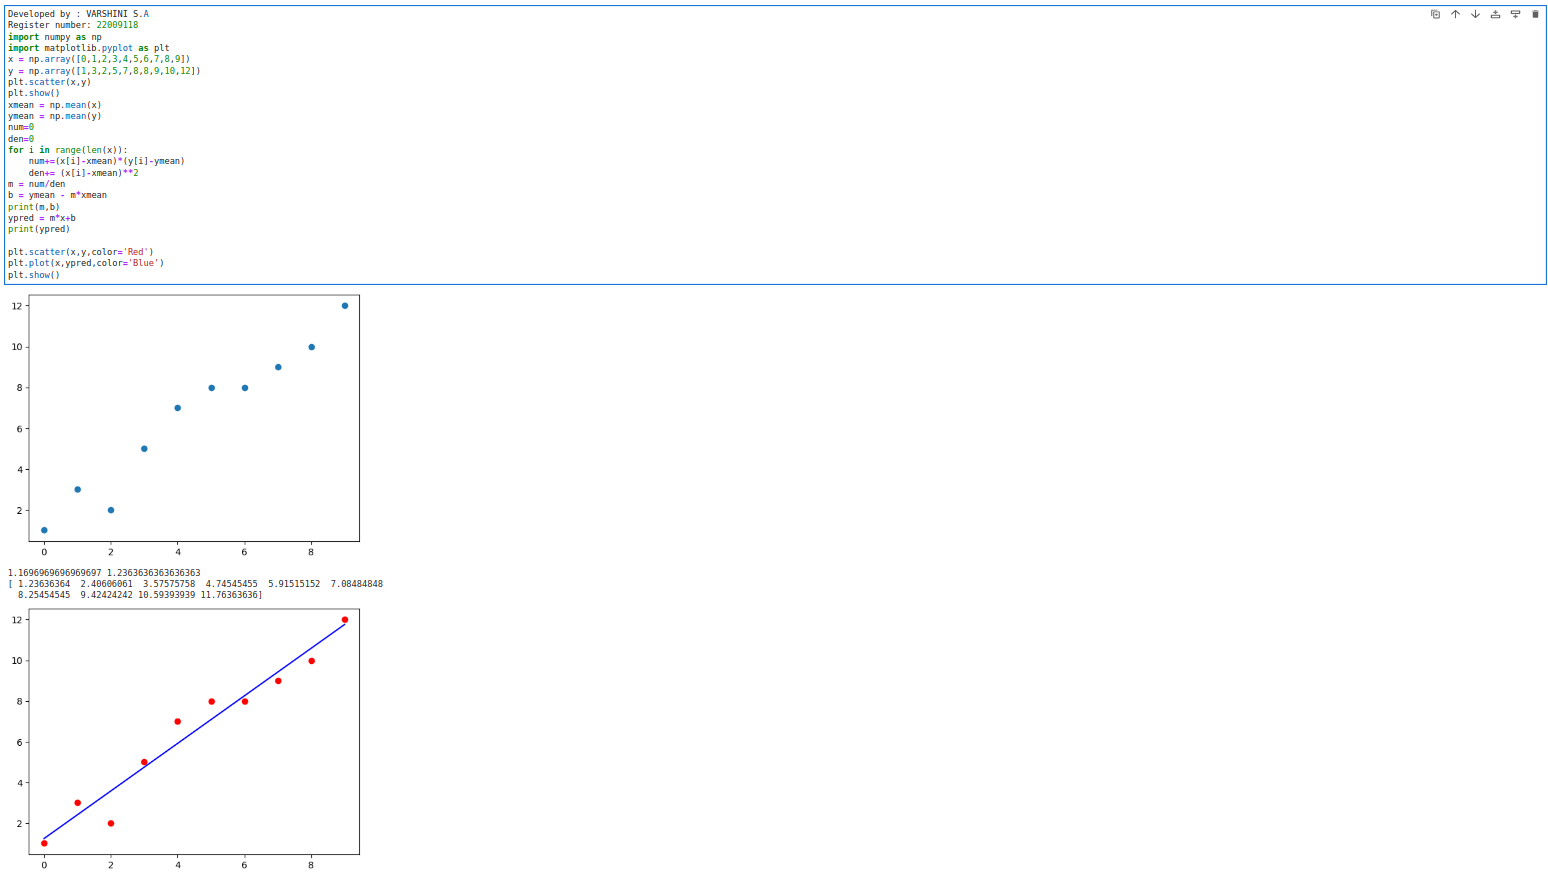 Developed by : VARSHINI S.A
Register number: 22009118
import numpy as np
import matplotlib.pyplot as plt
x = np.array([0,1,2,3,4,5,6,7,8,9])
y = np.array([1,3,2,5,7,8,8,9,10,12])
plt.scatter(x,y)
plt.show()
xmean = np.mean(x)
ymean = np.mean(y)
num=0
den=0
for i in range(len(x)):
    num+=(x[i]-xmean)*(y[i]-ymean)
    den+= (x[i]-xmean)**2
m = num/den
b = ymean - m*xmean
print(m,b)
ypred = m*x+b
print(ypred)
plt.scatter(x,y,color='Red')
plt.plot(x,ypred,color='Blue')
plt.show()
12
10
8
6
4
2
0 2 4 6 8
1.1696969696969697 1.2363636363636363
[ 1.23636364  2.40606061  3.57575758  4.74545455  5.91515152  7.08484848
  8.25454545  9.42424242 10.59393939 11.76363636]
12
10
8
6
4
2
0 2 4 6 8